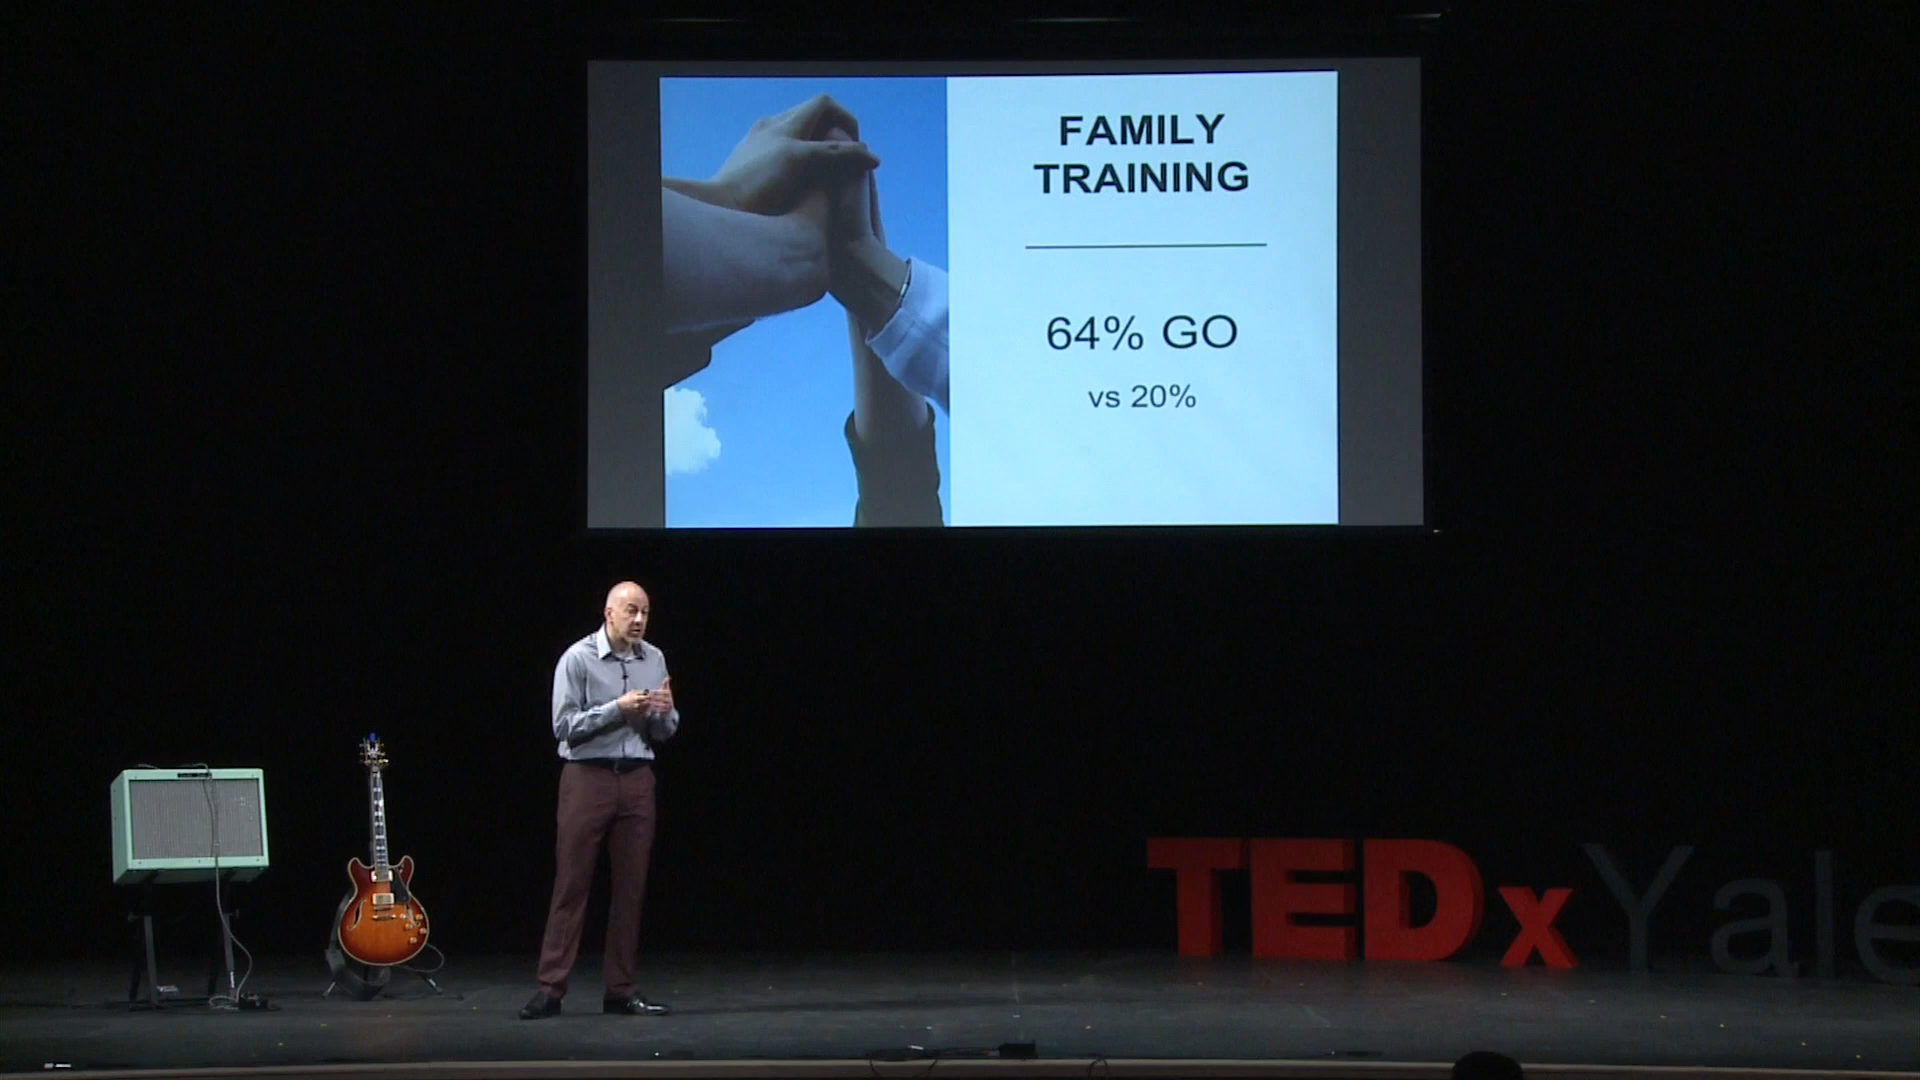 FAMILY
TRAINING
64% GO
vs 20%
TEDxYale